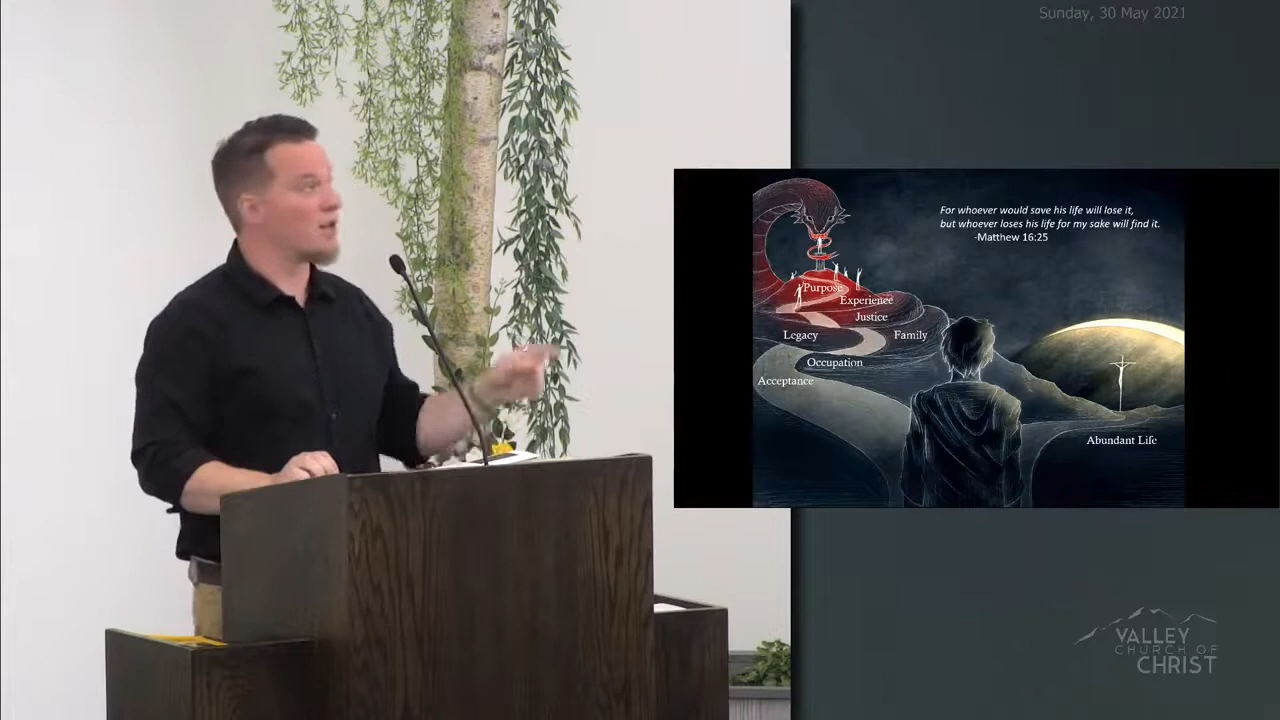 Sunday, 30 May 2021
For whoever would save his life will lose it,
but whoever loses his life for my sake will find it.
-Matthew 16:25
Purpose
Experience
Justice
Legacy
Family
Occupation
Acceptance
Abundant Life
VALLEY
CHURCH OF
CHRIST